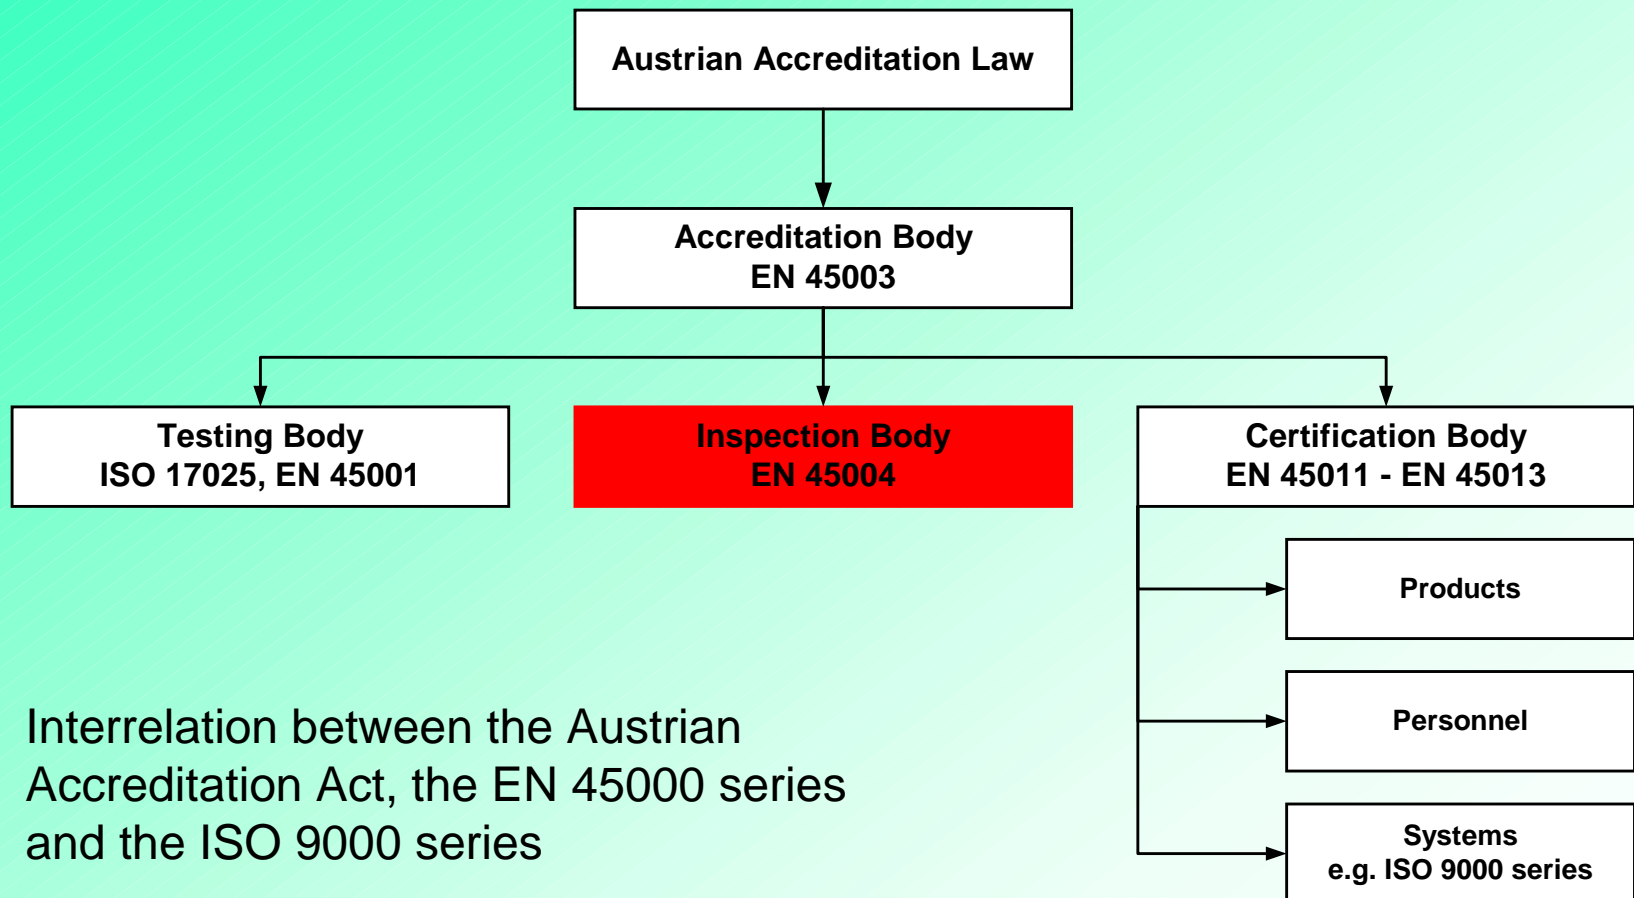 Austrian Accreditation Law
Accreditation Body
EN 45003
Testing Body
ISO 17025, EN 45001
Inspection Body
EN 45004
Certification Body
EN 45011 - EN 45013
Products
Personnel
Systems
e.g. ISO 9000 series
Interrelation between the Austrian
Accreditation Act, the EN 45000 series
and the ISO 9000 series